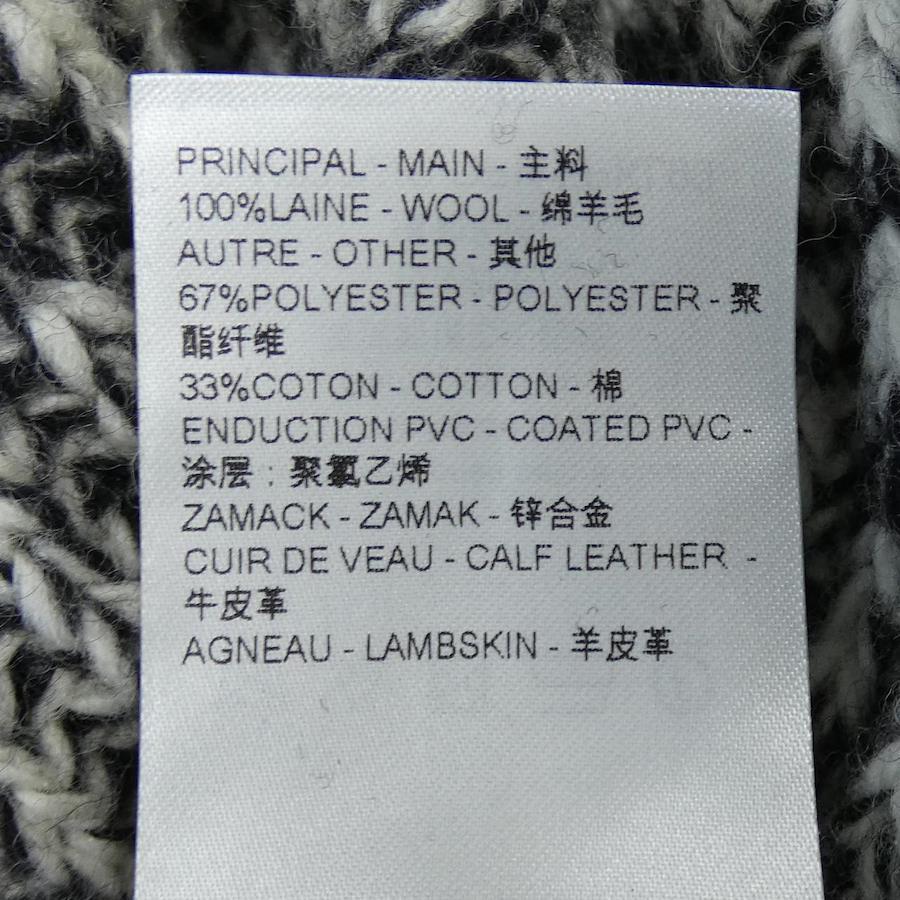 PRINCIPAL - MAIN - 主料
100%LAINE - WOOL - 绵羊毛
AUTRE - OTHER - 其他
67%POLYESTER - POLYESTER - 聚
酯纤维
33%COTON - COTTON - 棉
ENDUCTION PVC - COATED PVC -
涂层 : 聚氯乙烯
ZAMACK - ZAMAK - 锌合金
CUIR DE VEAU - CALF LEATHER -
牛皮革
AGNEAU - LAMBSKIN - 羊皮革